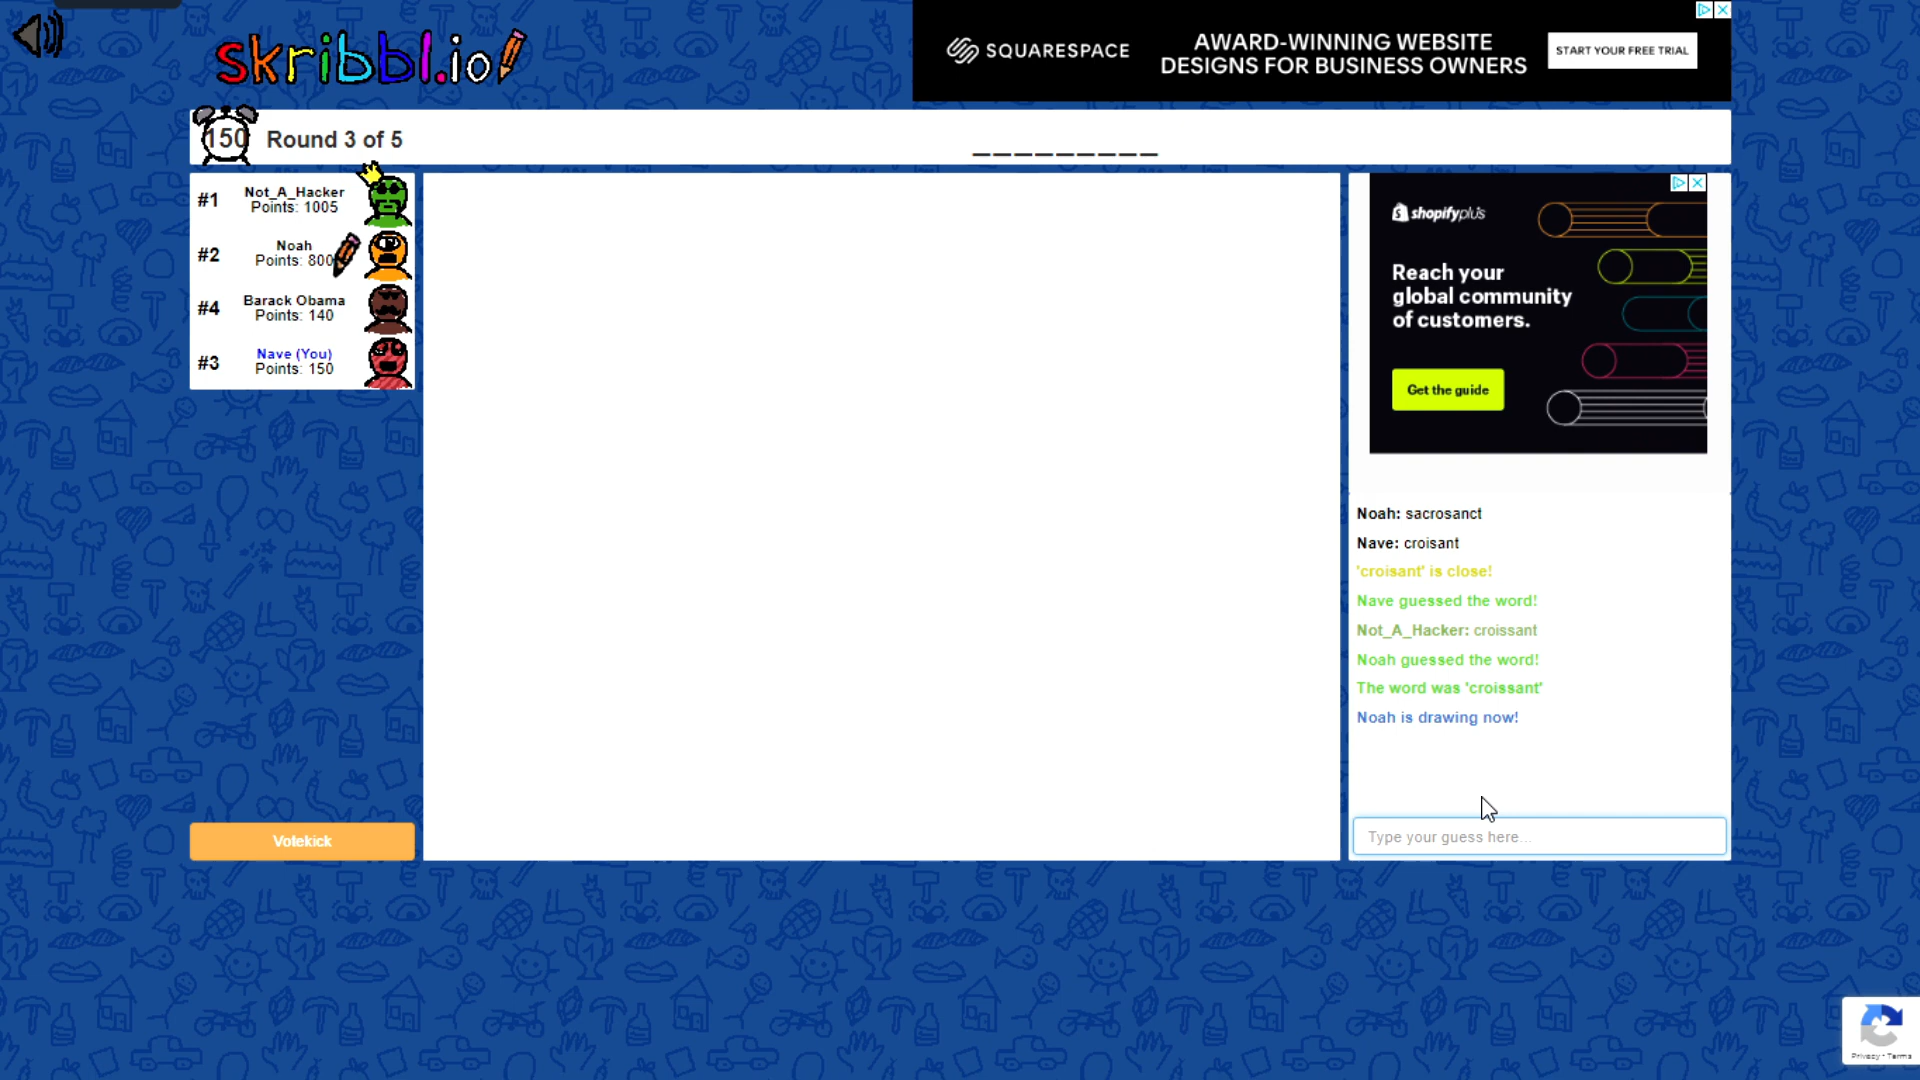 skribbl.io
SQUARESPACE
AWARD-WINNING WEBSITE
DESIGNS FOR BUSINESS OWNERS
START YOUR FREE TRIAL
150
Round 3 of 5
_________
#1
Not_A_Hacker
Points: 1005
#2
Noah
Points: 800
#4
Barack Obama
Points: 140
#3
Nave (You)
Points: 150
Votekick
shopifyplus
Reach your
global community
of customers.
Get the guide
Noah: sacrosanct
Nave: croisant
'croisant' is close!
Nave guessed the word!
Not_A_Hacker: croissant
Noah guessed the word!
The word was 'croissant'
Noah is drawing now!
Type your guess here...
Privacy - Terms